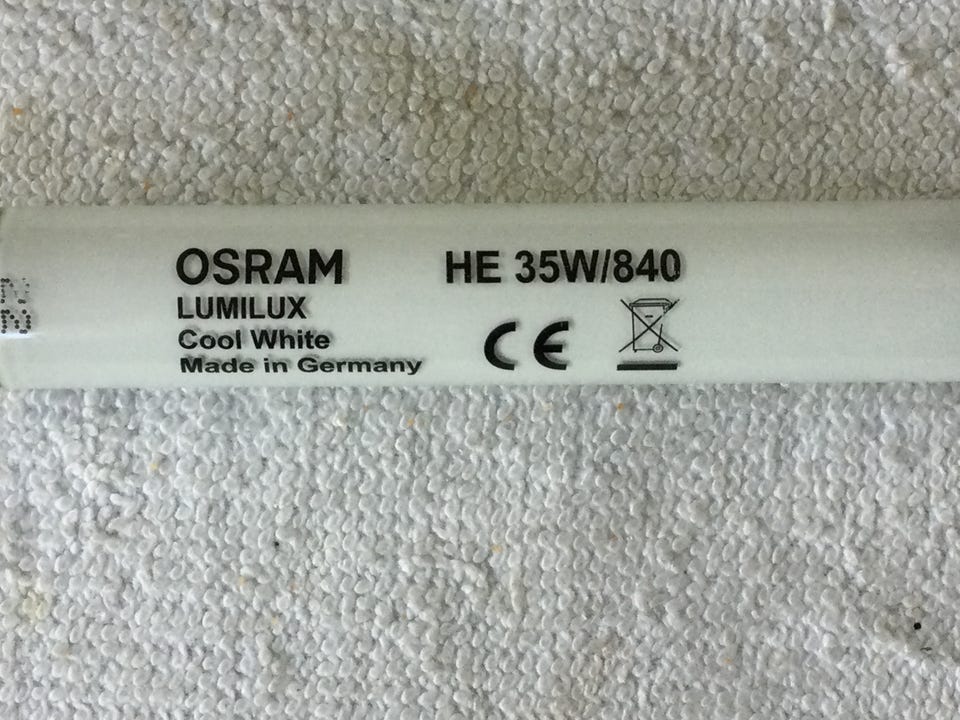 OSRAM HE 35W/840
LUMILUX
Cool White
Made in Germany
CE